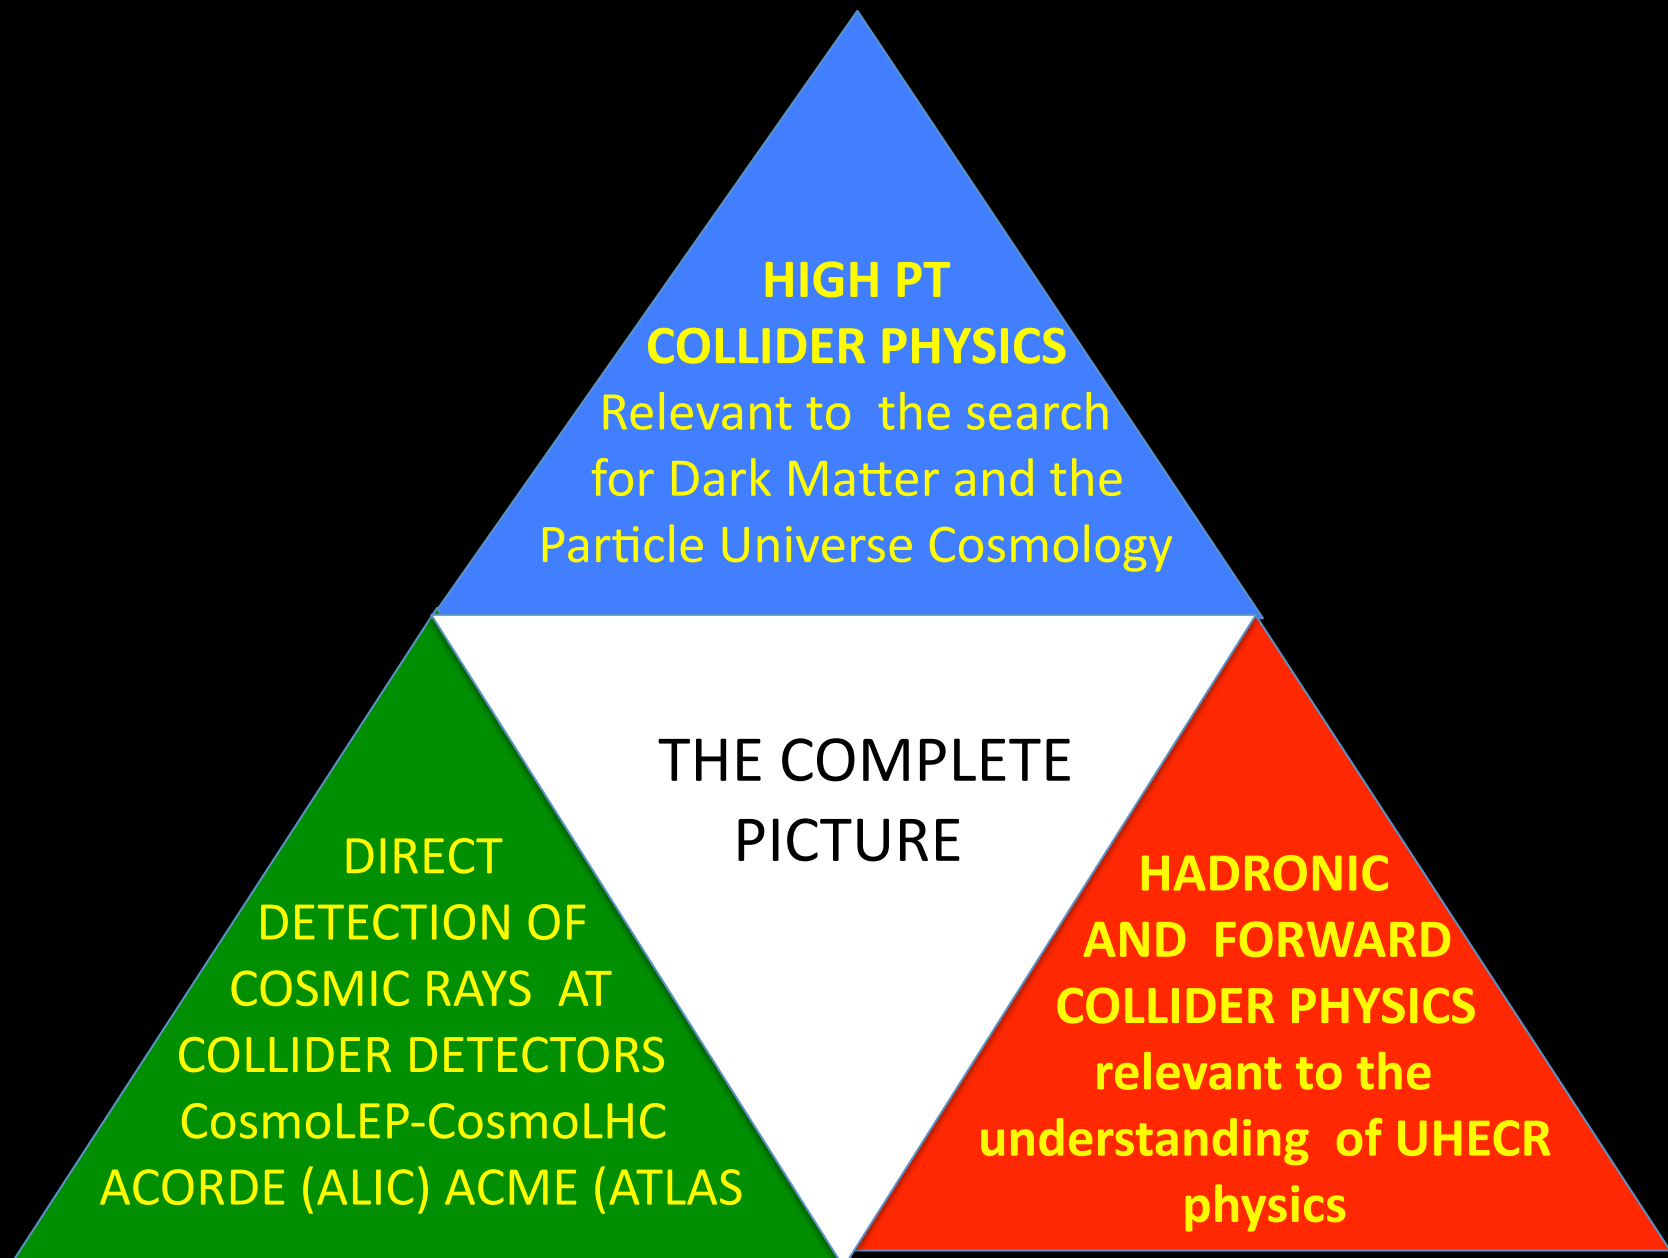 HIGH PT
COLLIDER PHYSICS
Relevant to  the search
for Dark Matter and the
Particle Universe Cosmology
THE COMPLETE
PICTURE
DIRECT
DETECTION OF
COSMIC RAYS  AT
COLLIDER DETECTORS
CosmoLEP-CosmoLHC
ACORDE (ALIC) ACME (ATLAS
HADRONIC
AND  FORWARD
COLLIDER PHYSICS
relevant to the
understanding  of UHECR
physics